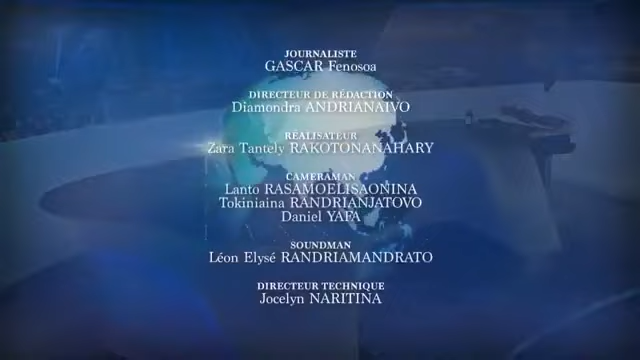 JOURNALISTE
GASCAR Fenosoa
DIRECTEUR DE RÉDACTION
Diamondra ANDRIANAIVO
RÉALISATEUR
Zara Tantely RAKOTONANAHARY
CAMERAMAN
Lanto RASAMOELISAONINA
Tokiniaina RANDRIANJATOVO
Daniel YAFA
SOUNDMAN
Léon Elysé RANDRIAMANDRATO
DIRECTEUR TECHNIQUE
Jocelyn NARITINA